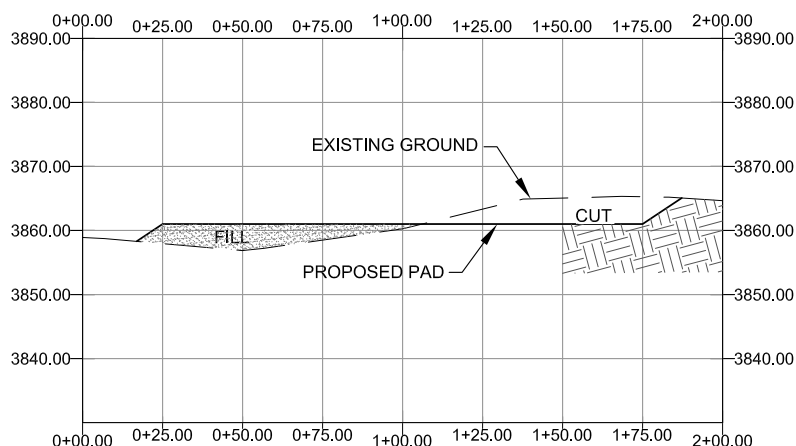 0+00.00 0+25.00 0+50.00 0+75.00 1+00.00 1+25.00 1+50.00 1+75.00 2+00.00
3890.00 3890.00
3880.00 3880.00
3870.00 3870.00
EXISTING GROUND
CUT
3860.00 3860.00
FILL
PROPOSED PAD
3850.00 3850.00
3840.00 3840.00
0+00.00 0+25.00 0+50.00 0+75.00 1+00.00 1+25.00 1+50.00 1+75.00 2+00.00